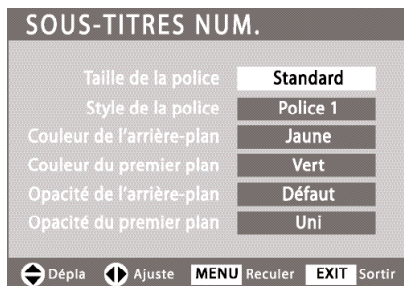 SOUS-TITRES NUM.
Taille de la police Standard
Style de la police Police 1
Couleur de l'arrière-plan Jaune
Couleur du premier plan Vert
Opacité de l'arrière-plan Défaut
Opacité du premier plan Uni
Dépla Ajuste MENU Reculer EXIT Sortir